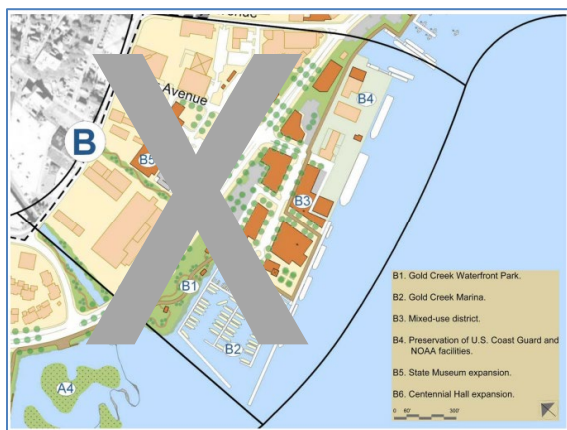 Avenue
Avenue
B4
B
B5
B3
B1
B2
A4
B1. Gold Creek Waterfront Park.
B2. Gold Creek Marina.
B3. Mixed-use district.
B4. Preservation of U.S. Coast Guard and
NOAA facilities.
B5. State Museum expansion.
B6. Centennial Hall expansion.
0 60' 300'